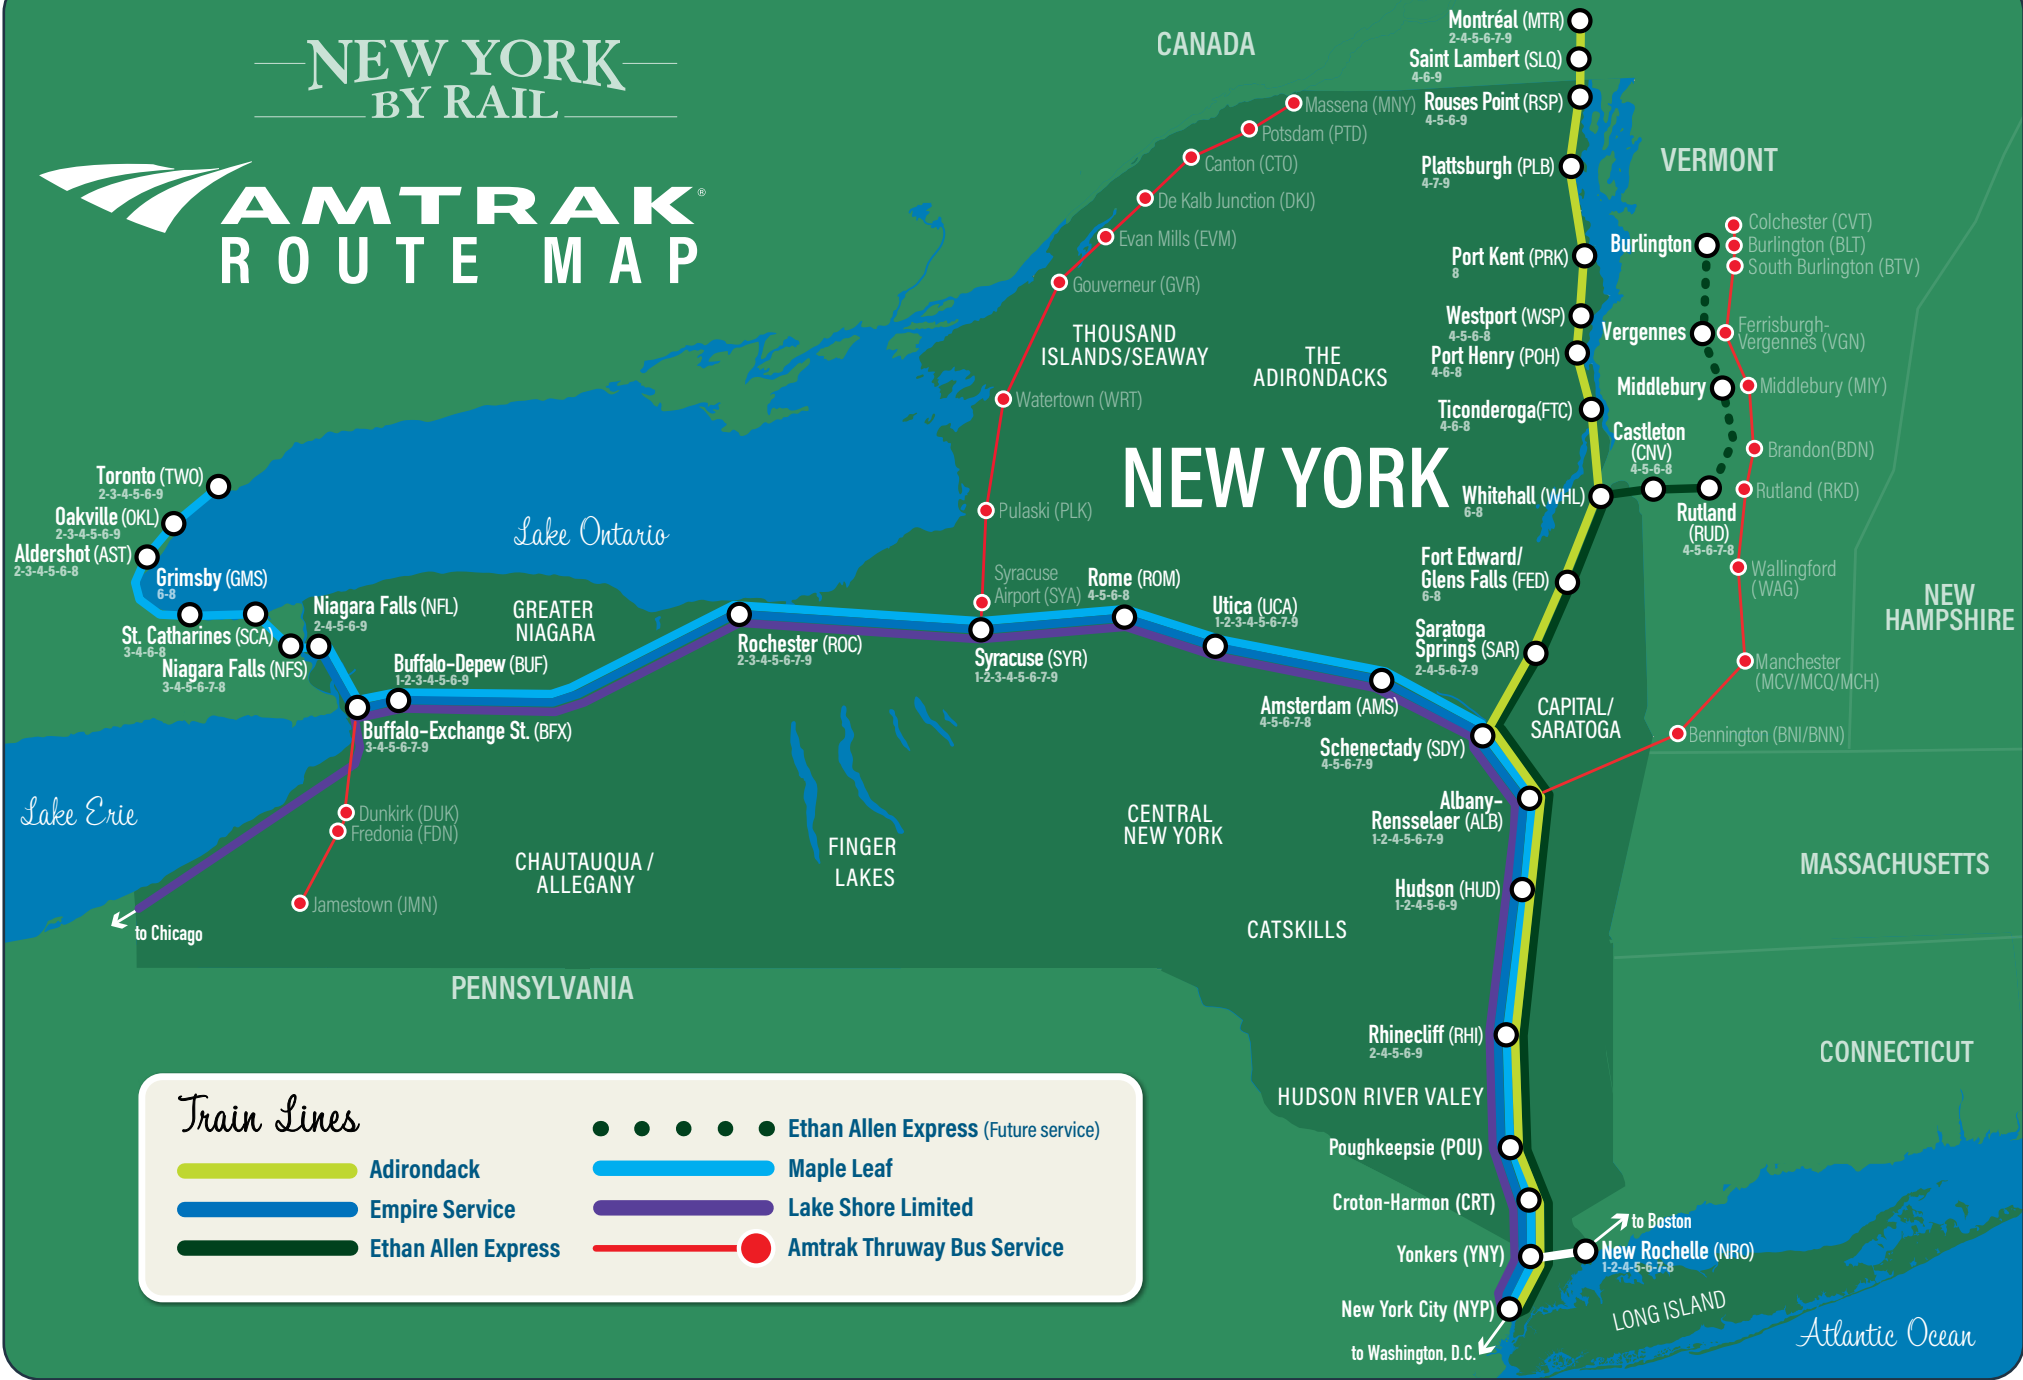 NEW YORK
BY RAIL
AMTRAK®
ROUTE MAP
CANADA
VERMONT
NEW
HAMPSHIRE
MASSACHUSETTS
CONNECTICUT
PENNSYLVANIA
NEW YORK
Montréal (MTR)
2-4-5-6-7-9
Saint Lambert (SLQ)
4-6-9
Rouses Point (RSP)
4-5-6-9
Plattsburgh (PLB)
4-7-9
Port Kent (PRK)
8
Westport (WSP)
4-5-6-8
Port Henry (POH)
4-6-8
Ticonderoga(FTC)
4-6-8
Whitehall (WHL)
6-8
Castleton
(CNV)
4-5-6-8
Rutland
(RUD)
4-5-6-7-8
Burlington
Vergennes
Middlebury
Colchester (CVT)
Burlington (BLT)
South Burlington (BTV)
Ferrisburgh-
Vergennes (VGN)
Middlebury (MIY)
Brandon(BDN)
Rutland (RKD)
Wallingford
(WAG)
Manchester
(MCV/MCQ/MCH)
Bennington (BNI/BNN)
Fort Edward/
Glens Falls (FED)
6-8
Saratoga
Springs (SAR)
2-4-5-6-7-9
CAPITAL/
SARATOGA
Massena (MNY)
Potsdam (PTD)
Canton (CTO)
De Kalb Junction (DKJ)
Evan Mills (EVM)
Gouverneur (GVR)
THOUSAND
ISLANDS/SEAWAY
THE
ADIRONDACKS
Watertown (WRT)
Pulaski (PLK)
Syracuse
Airport (SYA)
Toronto (TWO)
2-3-4-5-6-9
Oakville (OKL)
2-3-4-5-6-9
Aldershot (AST)
2-3-4-5-6-8
Grimsby (GMS)
6-8
St. Catharines (SCA)
3-4-6-8
Niagara Falls (NFS)
3-4-5-6-7-8
Niagara Falls (NFL)
2-4-5-6-9
Lake Ontario
GREATER
NIAGARA
Buffalo-Depew (BUF)
1-2-3-4-5-6-9
Buffalo-Exchange St. (BFX)
3-4-5-6-7-9
Rochester (ROC)
2-3-4-5-6-7-9
Syracuse (SYR)
1-2-3-4-5-6-7-9
Rome (ROM)
4-5-6-8
Utica (UCA)
1-2-3-4-5-6-7-9
Amsterdam (AMS)
4-5-6-7-8
Schenectady (SDY)
4-5-6-7-9
Albany-
Rensselaer (ALB)
1-2-4-5-6-7-9
Hudson (HUD)
1-2-4-5-6-9
Rhinecliff (RHI)
2-4-5-6-9
HUDSON RIVER VALEY
Poughkeepsie (POU)
Croton-Harmon (CRT)
Yonkers (YNY)
New York City (NYP)
to Washington, D.C.
to Boston
New Rochelle (NRO)
1-2-4-5-6-7-8
LONG ISLAND
Atlantic Ocean
Lake Erie
Dunkirk (DUK)
Fredonia (FDN)
Jamestown (JMN)
to Chicago
CHAUTAUQUA /
ALLEGANY
FINGER
LAKES
CENTRAL
NEW YORK
CATSKILLS
Train Lines
Adirondack
Empire Service
Ethan Allen Express
Ethan Allen Express (Future service)
Maple Leaf
Lake Shore Limited
Amtrak Thruway Bus Service